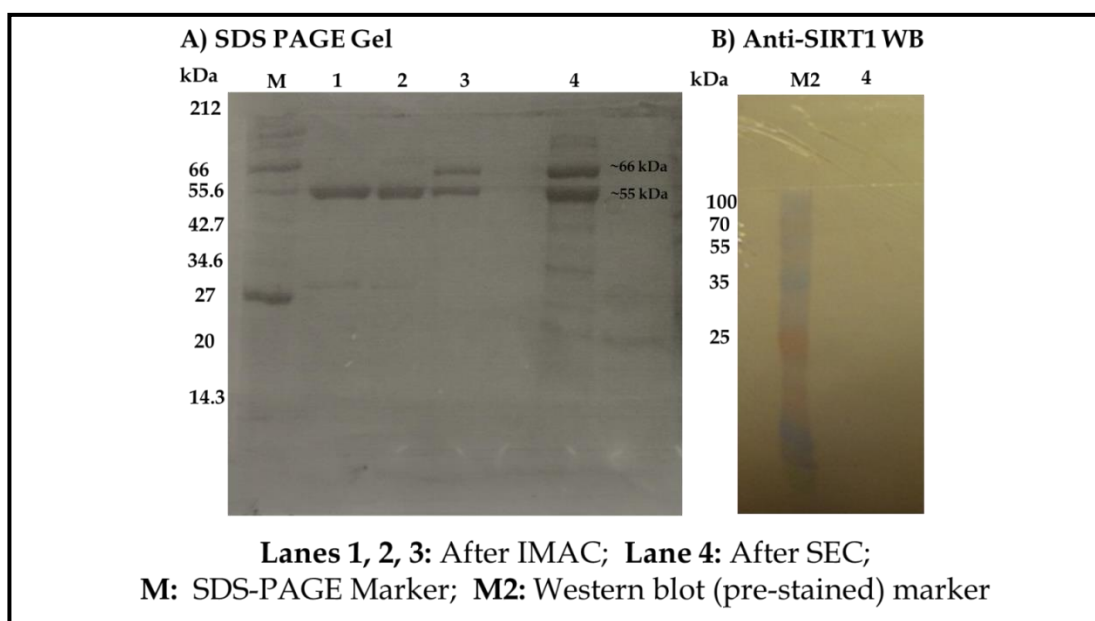 A) SDS PAGE Gel
kDa
M 1 2 3 4
212
66
55.6
42.7
34.6
27
20
14.3
~66 kDa
~55 kDa
B) Anti-SIRT1 WB
kDa
M2 4
100
70
55
35
25
Lanes 1, 2, 3: After IMAC; Lane 4: After SEC;
M: SDS-PAGE Marker; M2: Western blot (pre-stained) marker